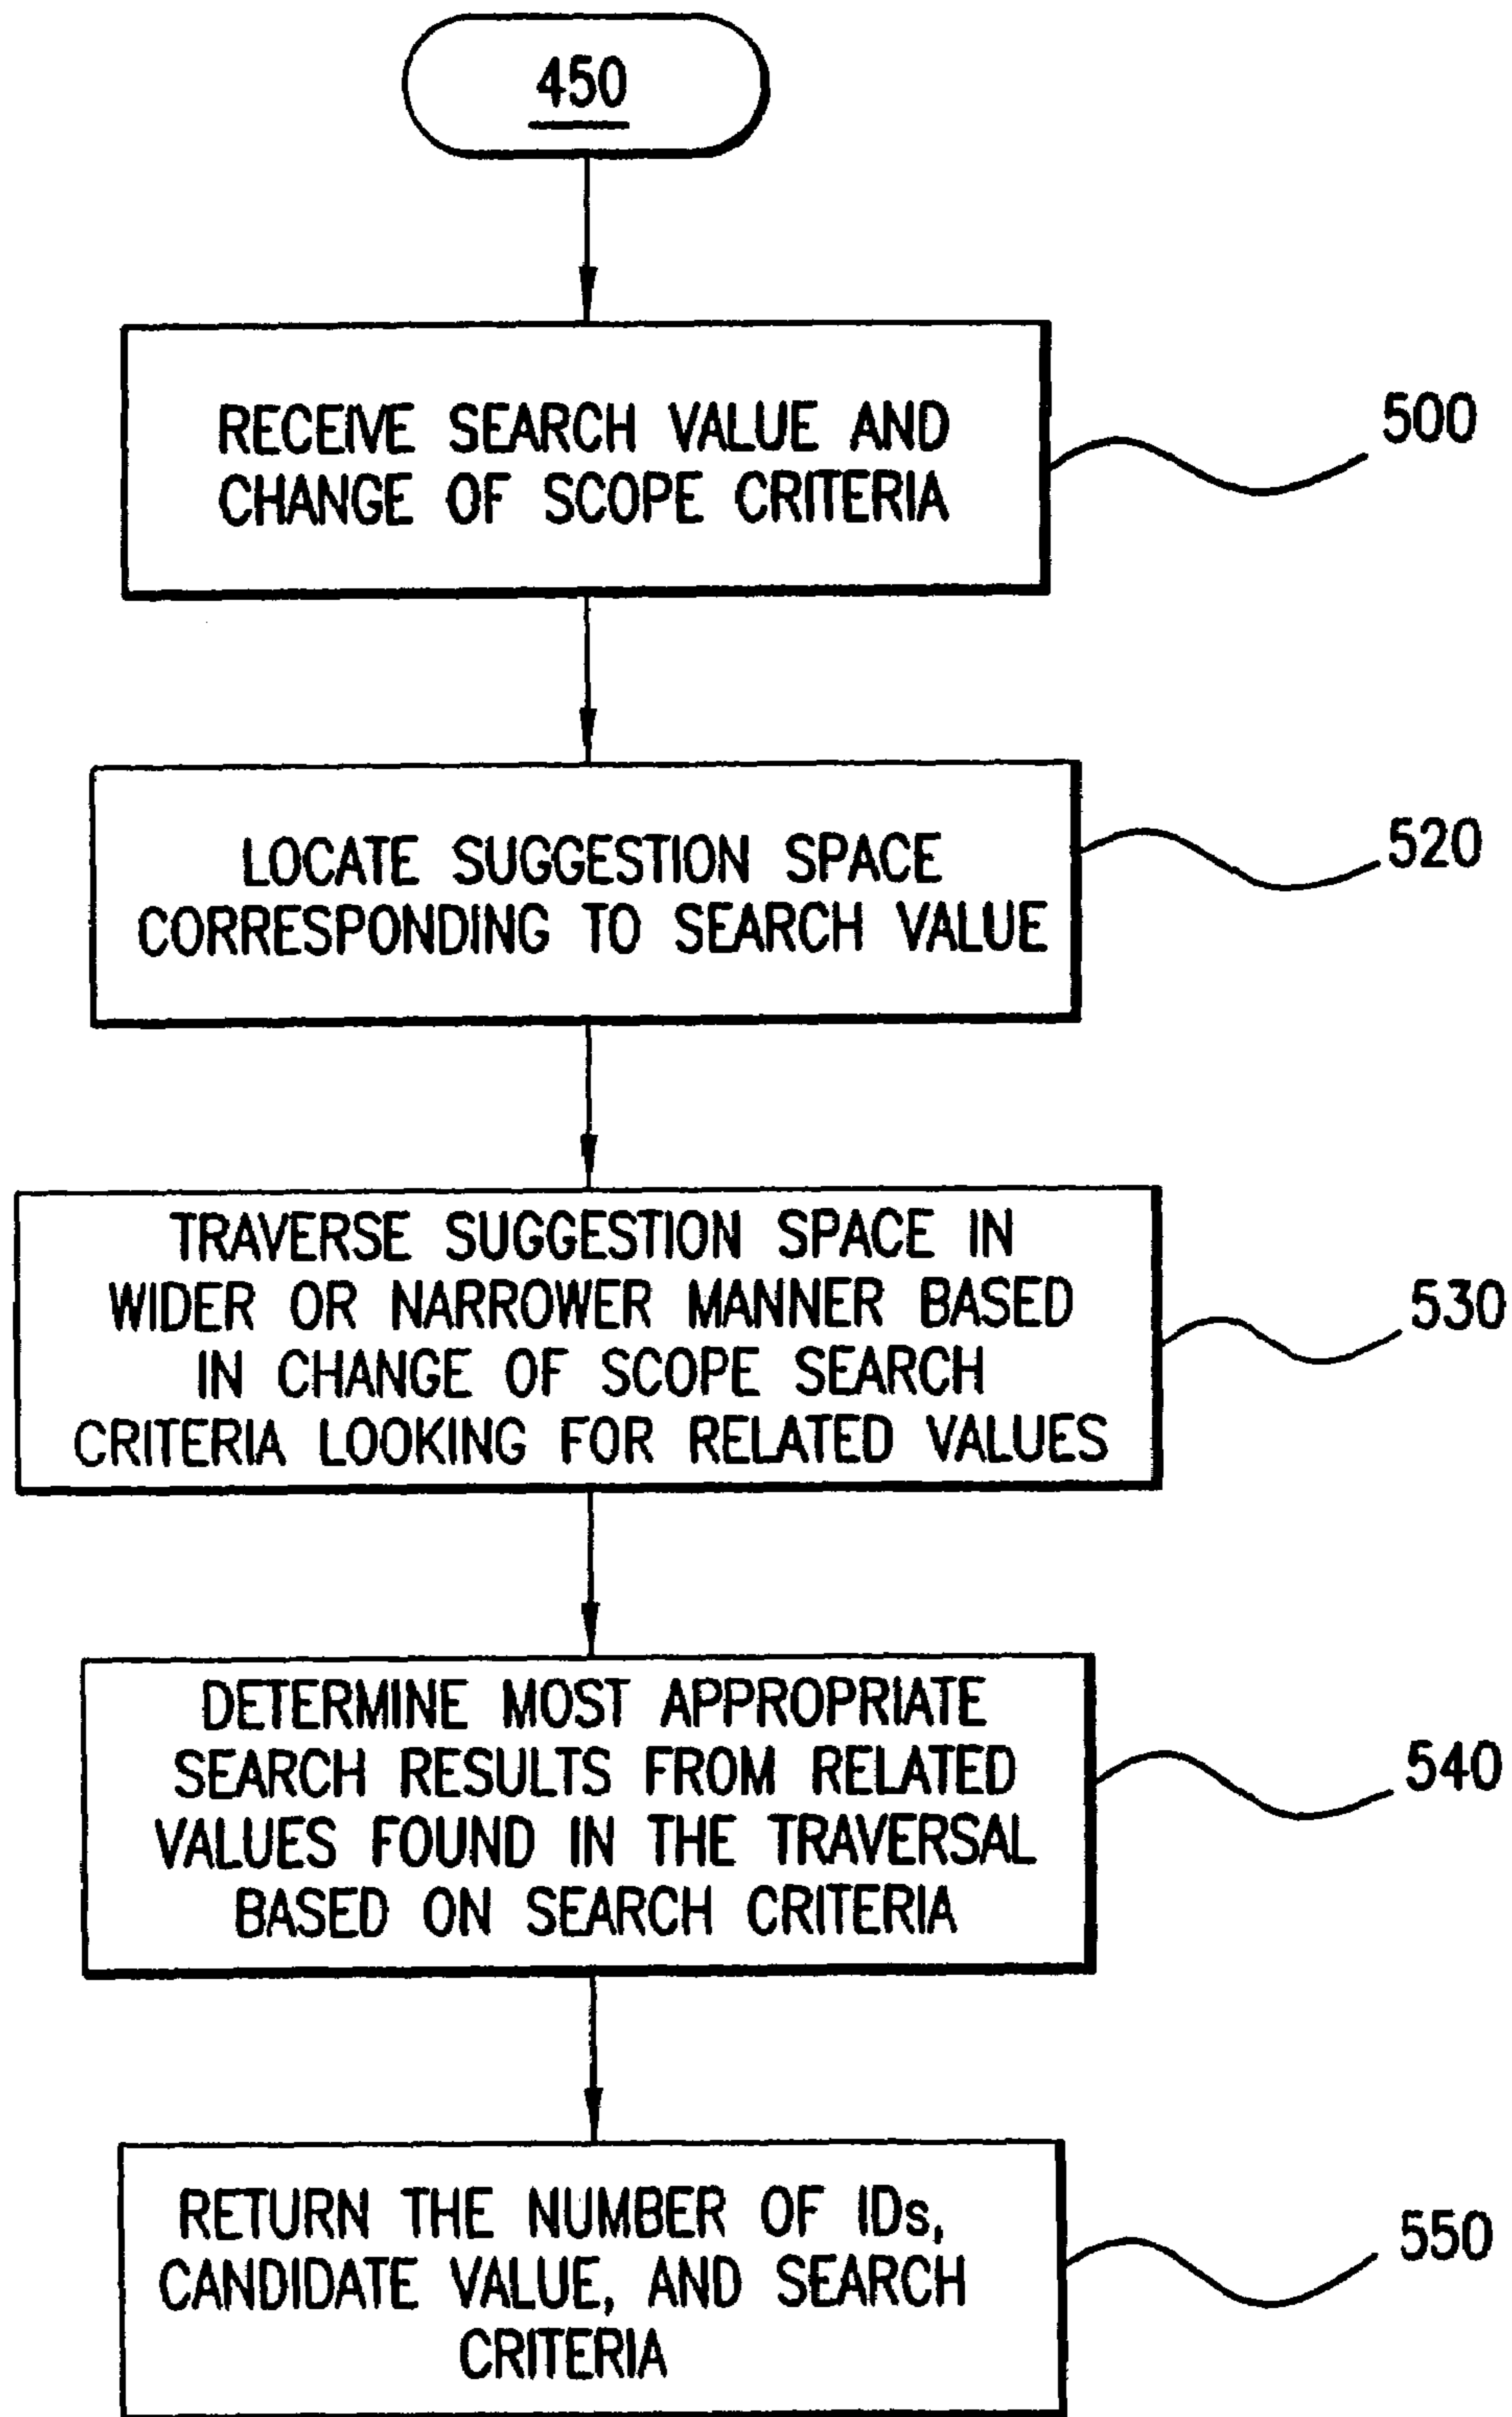 450
RECEIVE SEARCH VALUE AND
CHANGE OF SCOPE CRITERIA
500
LOCATE SUGGESTION SPACE
CORRESPONDING TO SEARCH VALUE
520
TRAVERSE SUGGESTION SPACE IN
WIDER OR NARROWER MANNER BASED
IN CHANGE OF SCOPE SEARCH
CRITERIA LOOKING FOR RELATED VALUES
530
DETERMINE MOST APPROPRIATE
SEARCH RESULTS FROM RELATED
VALUES FOUND IN THE TRAVERSAL
BASED ON SEARCH CRITERIA
540
RETURN THE NUMBER OF IDs,
CANDIDATE VALUE, AND SEARCH
CRITERIA
550